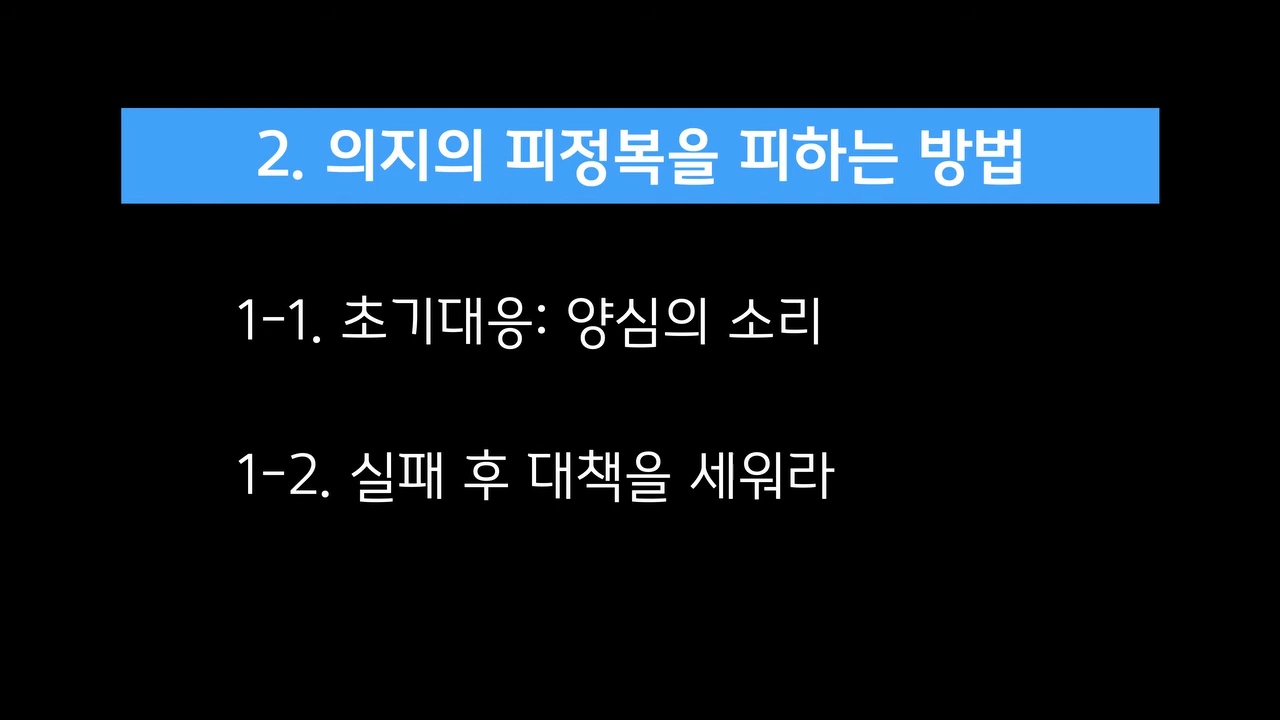 2. 의지의 피정복을 피하는 방법
1-1. 초기대응: 양심의 소리
1-2. 실패 후 대책을 세워라